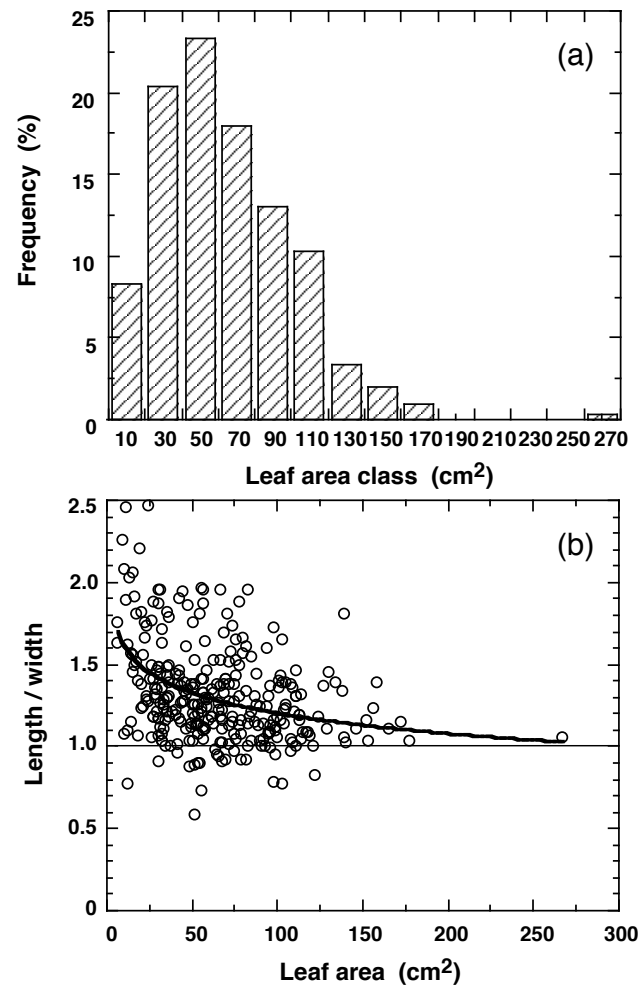 (a)
25
20
15
10
5
0
Frequency (%)
10 30 50 70 90 110 130 150 170 190 210 230 250 270
Leaf area class (cm²)
(b)
2.5
2.0
1.5
1.0
0.5
0
Length / width
0 50 100 150 200 250 300
Leaf area (cm²)